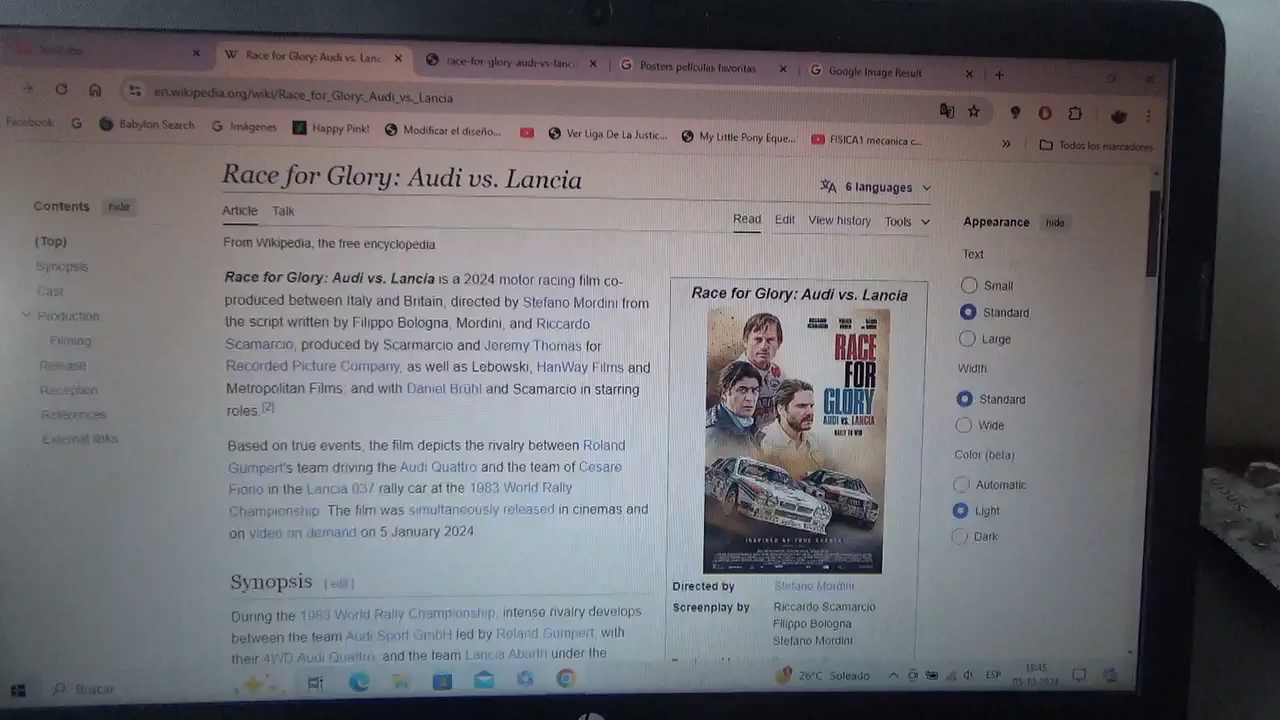 YouTube
Race for Glory: Audi vs. Lanc
race-for-glory-audi-vs-lanci
Posters películas favoritas
Google Image Result
en.wikipedia.org/wiki/Race_for_Glory:_Audi_vs._Lancia
Facebook
Babylon Search
Imágenes
Happy Pink!
Modificar el diseño...
Ver Liga De La Justic...
My Little Pony Eque...
FISICA1 mecanica c...
»
Todos los marcadores
Race for Glory: Audi vs. Lancia
6 languages
Contents hide
(Top)
Synopsis
Cast
Production
Filming
Release
Reception
References
External links
Article Talk
Read Edit View history Tools
From Wikipedia, the free encyclopedia
Race for Glory: Audi vs. Lancia is a 2024 motor racing film co-
produced between Italy and Britain, directed by Stefano Mordini from
the script written by Filippo Bologna, Mordini, and Riccardo
Scamarcio, produced by Scarmarcio and Jeremy Thomas for
Recorded Picture Company, as well as Lebowski, HanWay Films and
Metropolitan Films; and with Daniel Brühl and Scamarcio in starring
roles.[2]
Based on true events, the film depicts the rivalry between Roland
Gumpert's team driving the Audi Quattro and the team of Cesare
Fiorio in the Lancia 037 rally car at the 1983 World Rally
Championship. The film was simultaneously released in cinemas and
on video on demand on 5 January 2024
Synopsis [edit]
During the 1983 World Rally Championship, intense rivalry develops
between the team Audi Sport GmbH led by Roland Gumpert, with
their 4WD Audi Quattro, and the team Lancia Abarth under the
Race for Glory: Audi vs. Lancia
RACE
FOR
GLORY
AUDI vs. LANCIA
INSPIRED BY TRUE EVENTS
Directed by Stefano Mordini
Screenplay by Riccardo Scamarcio
Filippo Bologna
Stefano Mordini
Appearance hide
Text
Small
Standard
Large
Width
Standard
Wide
Color (beta)
Automatic
Light
Dark
Buscar
26°C Soleado
ESP
18:45
05-10-2024